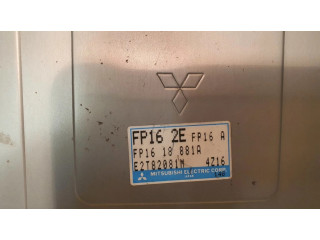 FP16 2E FP16 A
FP16 18 881A
E2T82081M 4Z16
MITSUBISHI ELECTRIC CORP.